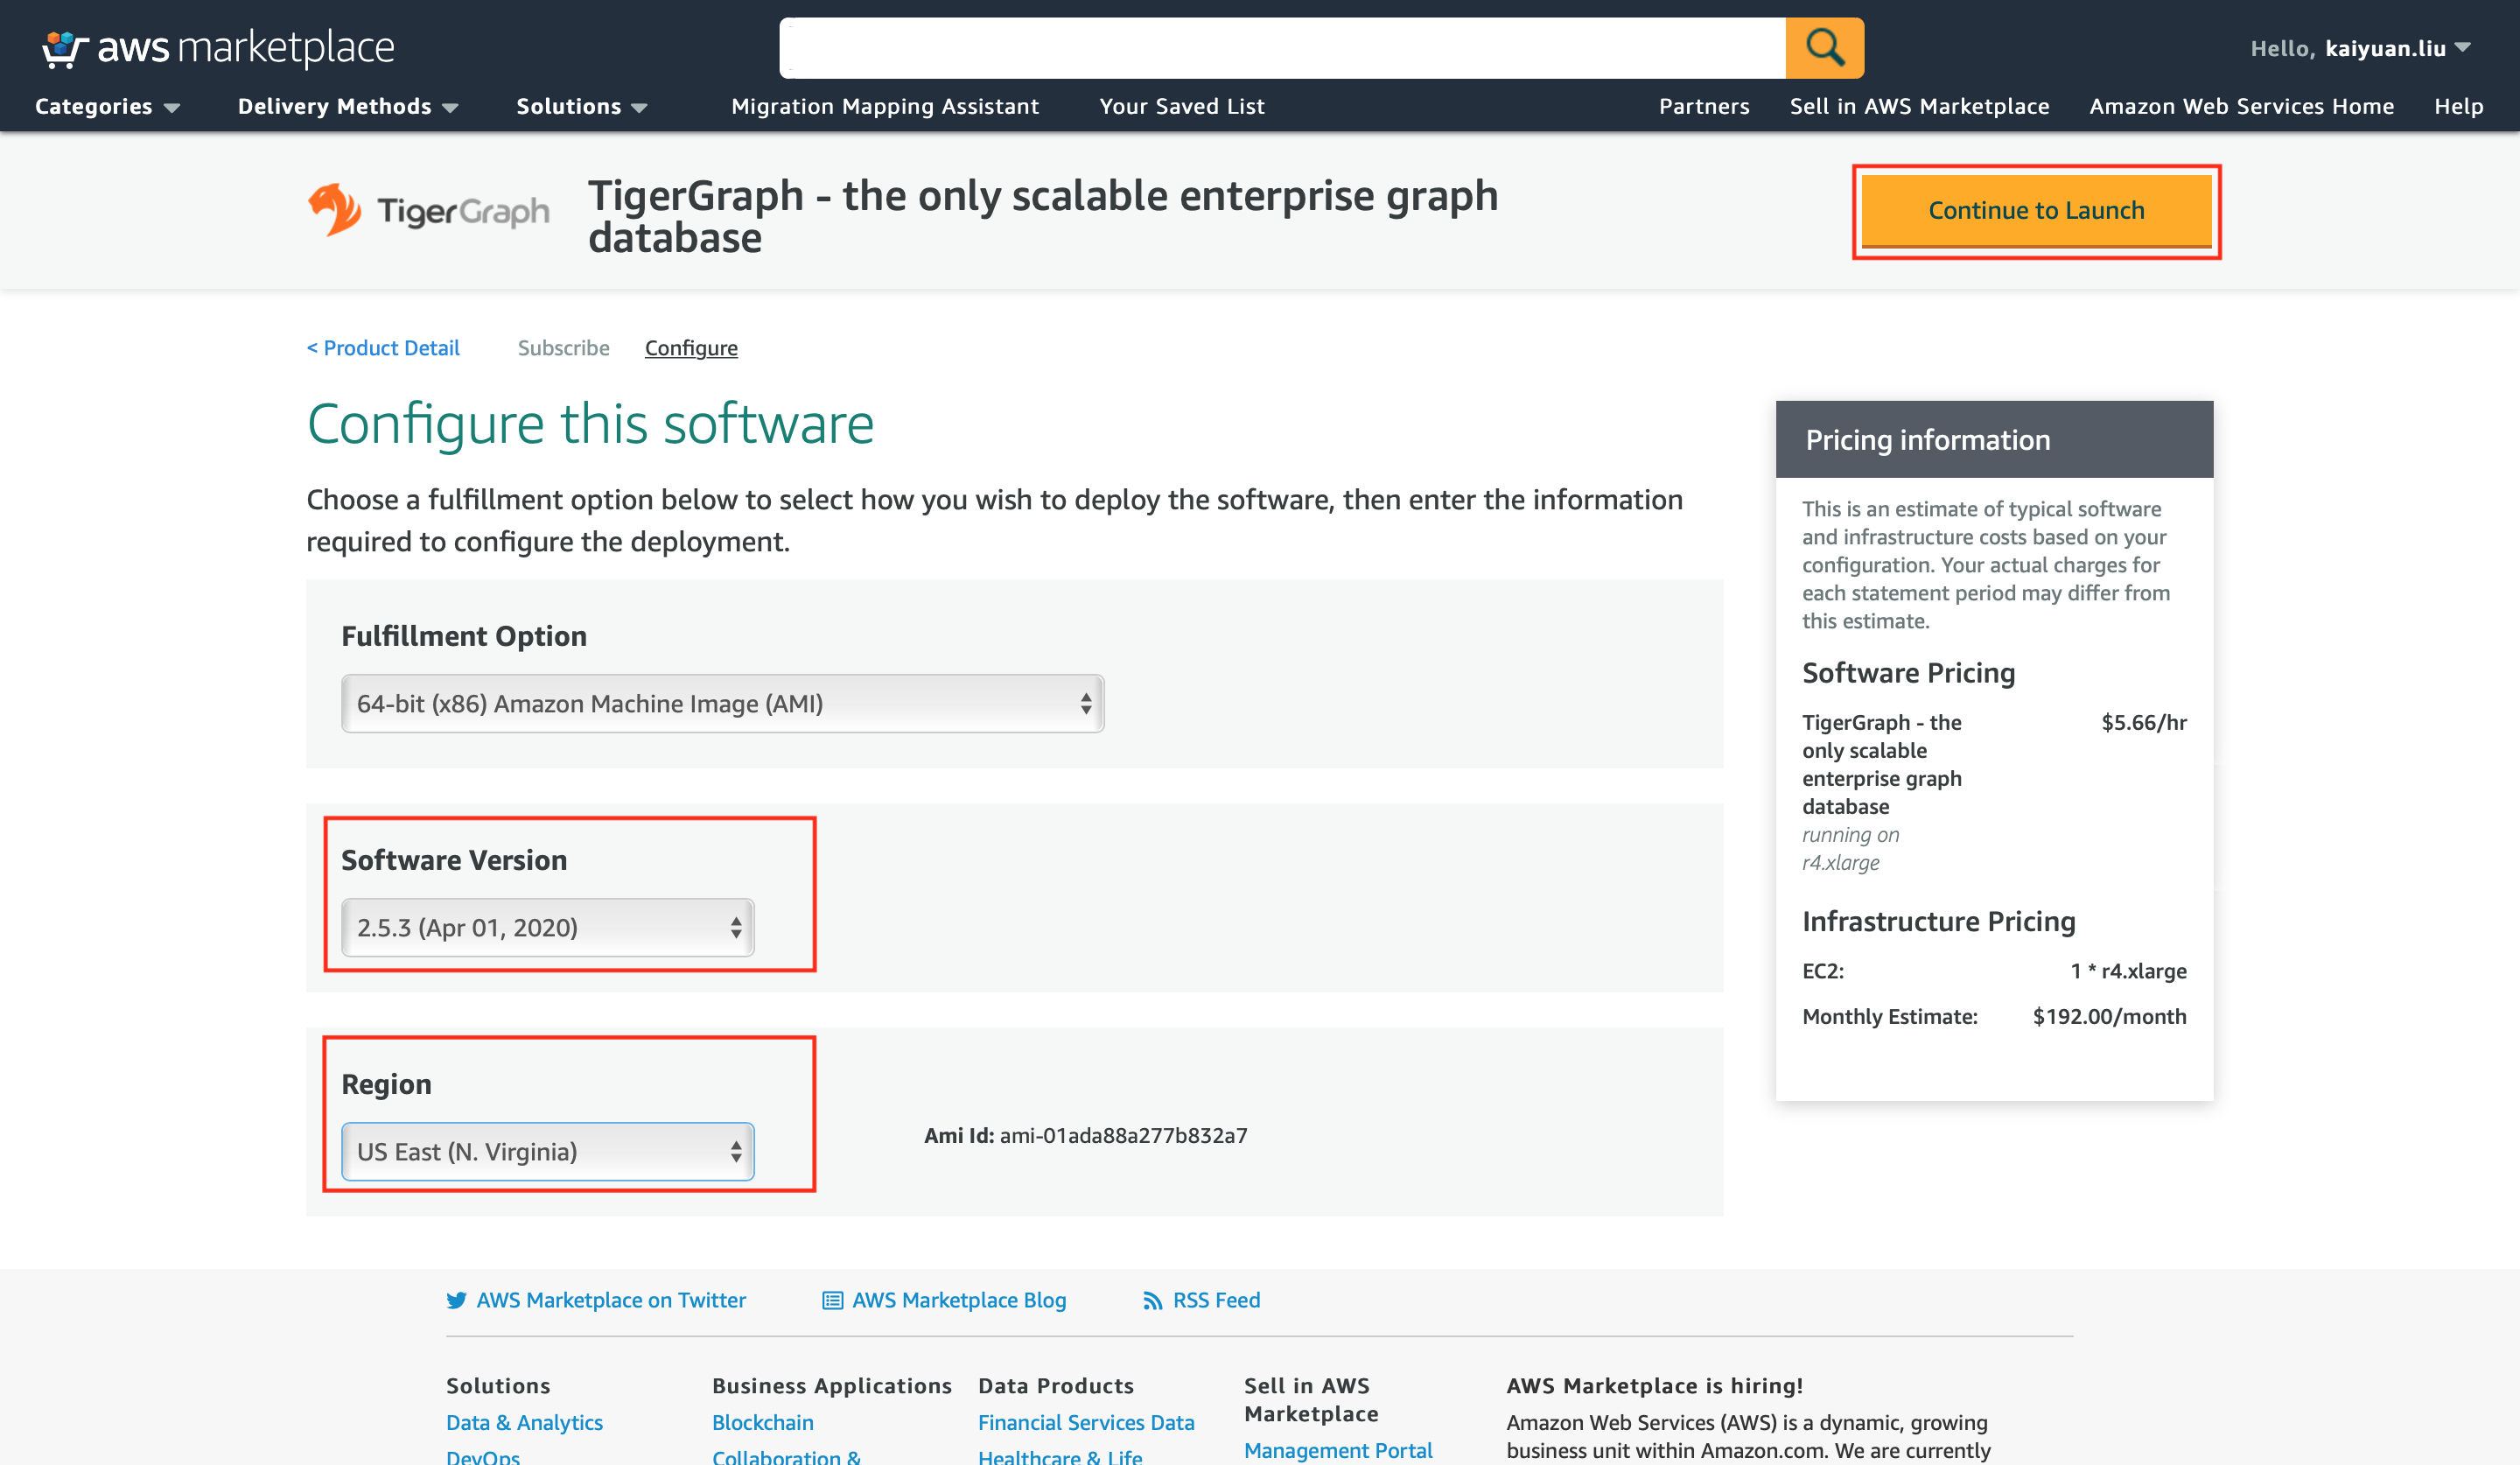 aws marketplace
Hello, kaiyuan.liu
Categories Delivery Methods Solutions Migration Mapping Assistant Your Saved List Partners Sell in AWS Marketplace Amazon Web Services Home Help
TigerGraph
TigerGraph - the only scalable enterprise graph
database
Continue to Launch
< Product Detail Subscribe Configure
Configure this software
Choose a fulfillment option below to select how you wish to deploy the software, then enter the information
required to configure the deployment.
Fulfillment Option
64-bit (x86) Amazon Machine Image (AMI)
Software Version
2.5.3 (Apr 01, 2020)
Region
US East (N. Virginia)
Ami Id: ami-01ada88a277b832a7
Pricing information
This is an estimate of typical software
and infrastructure costs based on your
configuration. Your actual charges for
each statement period may differ from
this estimate.
Software Pricing
TigerGraph - the $5.66/hr
only scalable
enterprise graph
database
running on
r4.xlarge
Infrastructure Pricing
EC2: 1 * r4.xlarge
Monthly Estimate: $192.00/month
AWS Marketplace on Twitter AWS Marketplace Blog RSS Feed
Solutions
Data & Analytics
DevOps
Business Applications
Blockchain
Collaboration &
Data Products
Financial Services Data
Healthcare & Life
Sell in AWS
Marketplace
Management Portal
AWS Marketplace is hiring!
Amazon Web Services (AWS) is a dynamic, growing
business unit within Amazon.com. We are currently